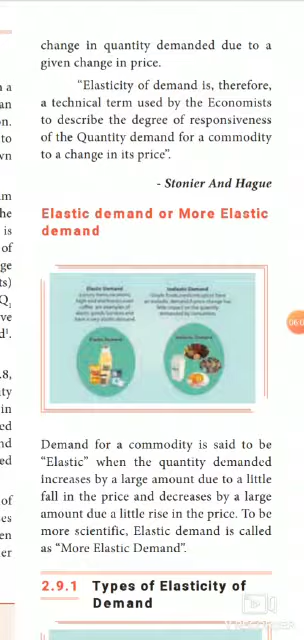 change in quantity demanded due to a
given change in price.
"Elasticity of demand is, therefore,
a technical term used by the Economists
to describe the degree of responsiveness
of the Quantity demand for a commodity
to a change in its price".
- Stonier And Hague
Elastic demand or More Elastic
demand
Elastic Demand
Inelastic Demand
Demand for a commodity is said to be
"Elastic" when the quantity demanded
increases by a large amount due to a little
fall in the price and decreases by a large
amount due a little rise in the price. To be
more scientific, Elastic demand is called
as "More Elastic Demand".
2.9.1 Types of Elasticity of
Demand